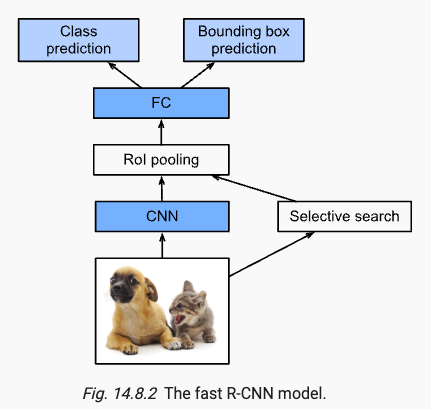 Class
prediction
Bounding box
prediction
FC
RoI pooling
CNN
Selective search
Fig. 14.8.2 The fast R-CNN model.